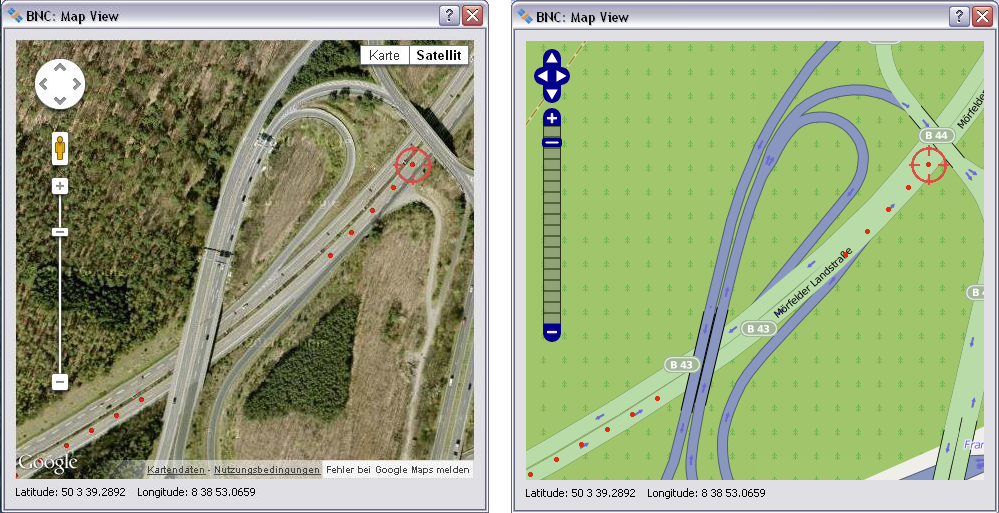 BNC: Map View
?
Karte
Satellit
Google
Kartendaten - Nutzungsbedingungen
Fehler bei Google Maps melden
Latitude: 50 3 39.2892 Longitude: 8 38 53.0659
BNC: Map View
?
Mörfelder
B 44
Mörfelder Landstraße
B 43
B 43
Latitude: 50 3 39.2892 Longitude: 8 38 53.0659